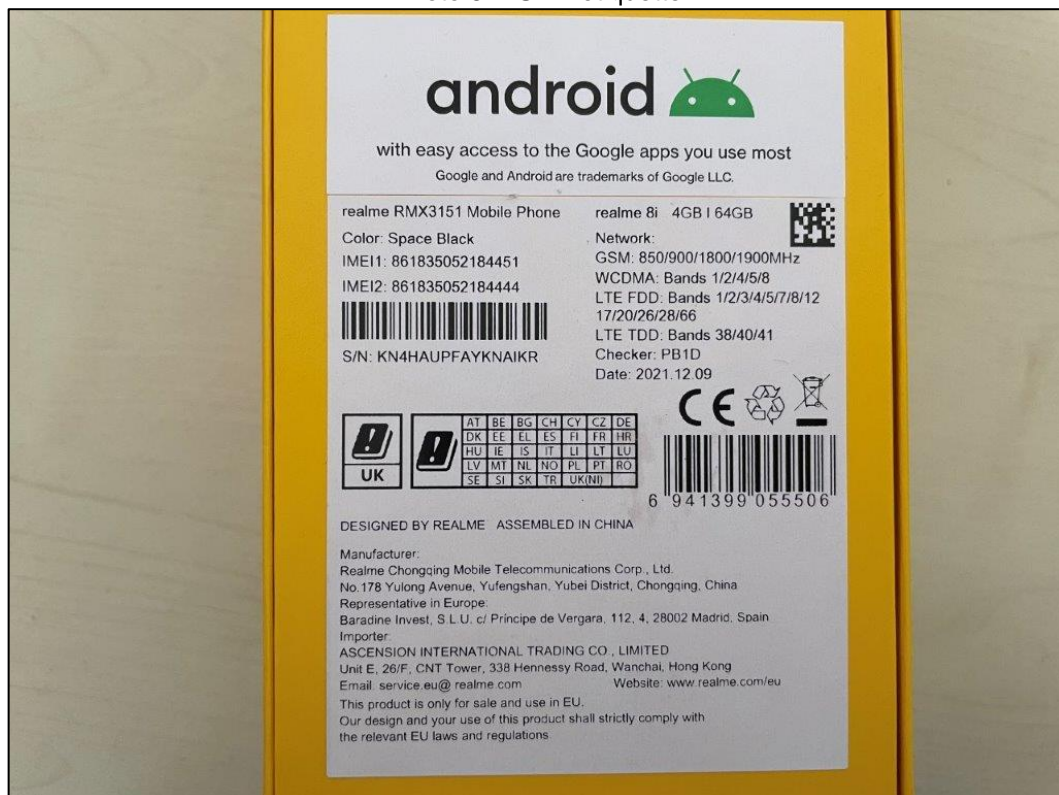 android
with easy access to the Google apps you use most
Google and Android are trademarks of Google LLC.
realme RMX3151 Mobile Phone
Color: Space Black
IMEI1: 861835052184451
IMEI2: 861835052184444
S/N: KN4HAUPFAYKNAIKR
realme 8i 4GB I 64GB
Network:
GSM: 850/900/1800/1900MHz
WCDMA: Bands 1/2/4/5/8
LTE FDD: Bands 1/2/3/4/5/7/8/12
17/20/26/28/66
LTE TDD: Bands 38/40/41
Checker: PB1D
Date: 2021.12.09
CE
UK
AT BE BG CH CY CZ DE
DK EE EL ES FI FR HR
HU IE IS IT LI LT LU
LV MT NL NO PL PT RO
SE SI SK TR UK(NI)
6 941399 055506
DESIGNED BY REALME ASSEMBLED IN CHINA
Manufacturer:
Realme Chongqing Mobile Telecommunications Corp., Ltd.
No.178 Yulong Avenue, Yufengshan, Yubei District, Chongqing, China
Representative in Europe:
Baradine Invest, S.L.U. c/ Príncipe de Vergara, 112, 4, 28002 Madrid, Spain
Importer:
ASCENSION INTERNATIONAL TRADING CO., LIMITED
Unit E, 26/F, CNT Tower, 338 Hennessy Road, Wanchai, Hong Kong
Email: service.eu@ realme.com Website: www.realme.com/eu
This product is only for sale and use in EU.
Our design and your use of this product shall strictly comply with
the relevant EU laws and regulations